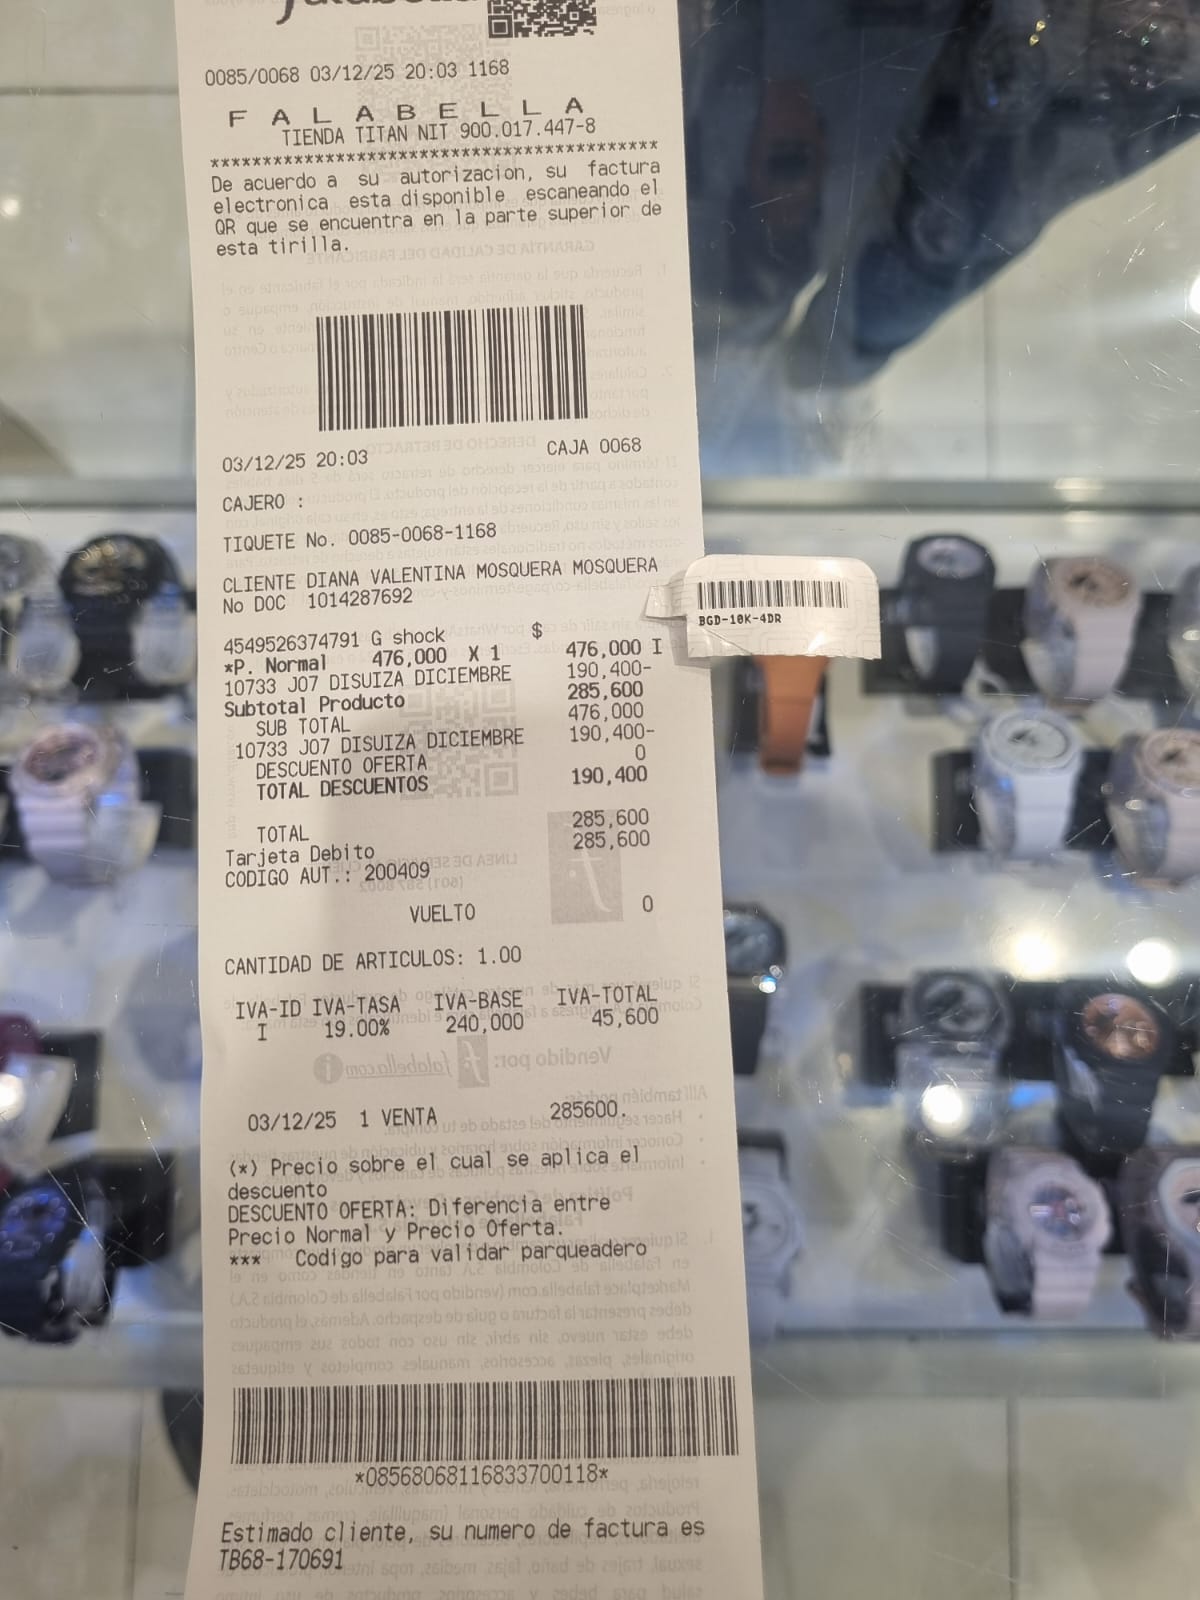 falabella
0085/0068 03/12/25 20:03 1168
F A L A B E L L A
TIENDA TITAN NIT 900.017.447-8
*******************************************
De acuerdo a su autorizacion, su factura
electronica esta disponible escaneando el
QR que se encuentra en la parte superior de
esta tirilla.
03/12/25 20:03 CAJA 0068
CAJERO :
TIQUETE No. 0085-0068-1168
CLIENTE DIANA VALENTINA MOSQUERA MOSQUERA
No DOC 1014287692
4549526374791 G shock $
*P. Normal 476,000 X 1 476,000 I
10733 J07 DISUIZA DICIEMBRE 190,400-
Subtotal Producto 285,600
SUB TOTAL 476,000
10733 J07 DISUIZA DICIEMBRE 190,400-
DESCUENTO OFERTA 0
TOTAL DESCUENTOS 190,400
TOTAL 285,600
Tarjeta Debito 285,600
CODIGO AUT.: 200409
VUELTO 0
CANTIDAD DE ARTICULOS: 1.00
IVA-ID IVA-TASA IVA-BASE IVA-TOTAL
I 19.00% 240,000 45,600
03/12/25 1 VENTA 285600.
(*) Precio sobre el cual se aplica el
descuento
DESCUENTO OFERTA: Diferencia entre
Precio Normal y Precio Oferta.
*** Codigo para validar parqueadero
*08568068116833700118*
Estimado cliente, su numero de factura es
TB68-170691
BGD-10K-4DR